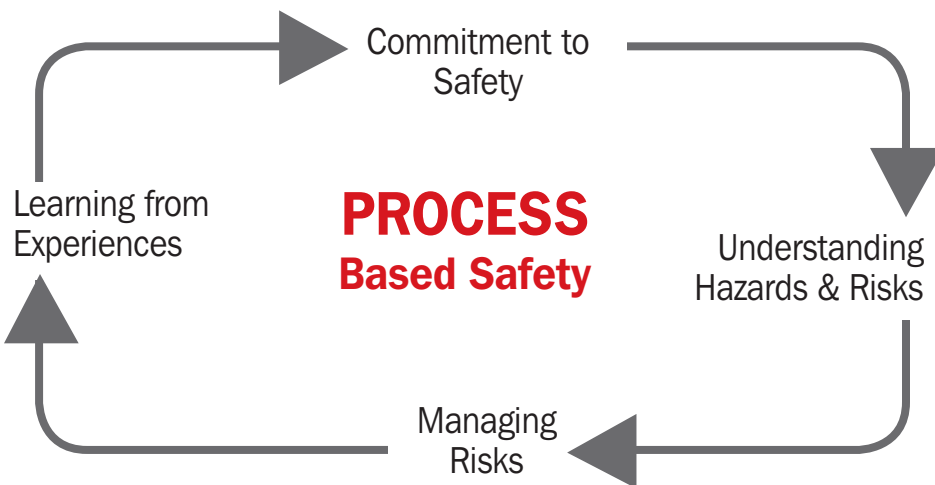 Commitment to
Safety
Learning from
Experiences
PROCESS
Based Safety
Understanding
Hazards & Risks
Managing
Risks